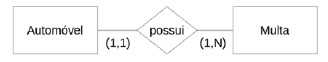 Automóvel possui Multa
(1,1) (1,N)